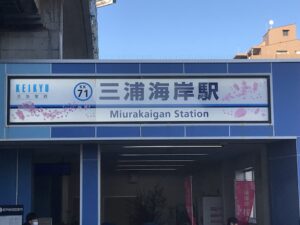 KEIKYU
KK
71
三浦海岸駅
Miurakaigan Station